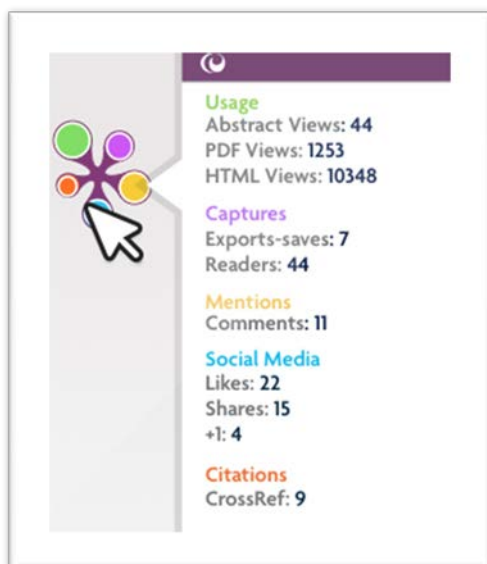 Usage
Abstract Views: 44
PDF Views: 1253
HTML Views: 10348
Captures
Exports-saves: 7
Readers: 44
Mentions
Comments: 11
Social Media
Likes: 22
Shares: 15
+1: 4
Citations
CrossRef: 9